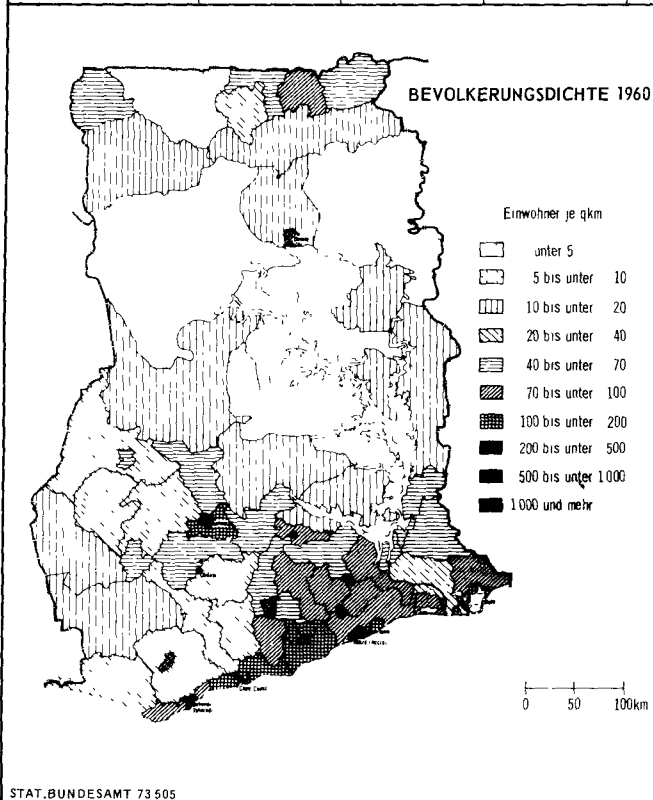 BEVOLKERUNGSDICHTE 1960
Einwohner je qkm
unter 5
5 bis unter 10
10 bis unter 20
20 bis unter 40
40 bis unter 70
70 bis unter 100
100 bis unter 200
200 bis unter 500
500 bis unter 1000
1000 und mehr
Cape Coast
0 50 100km
STAT.BUNDESAMT 73 505